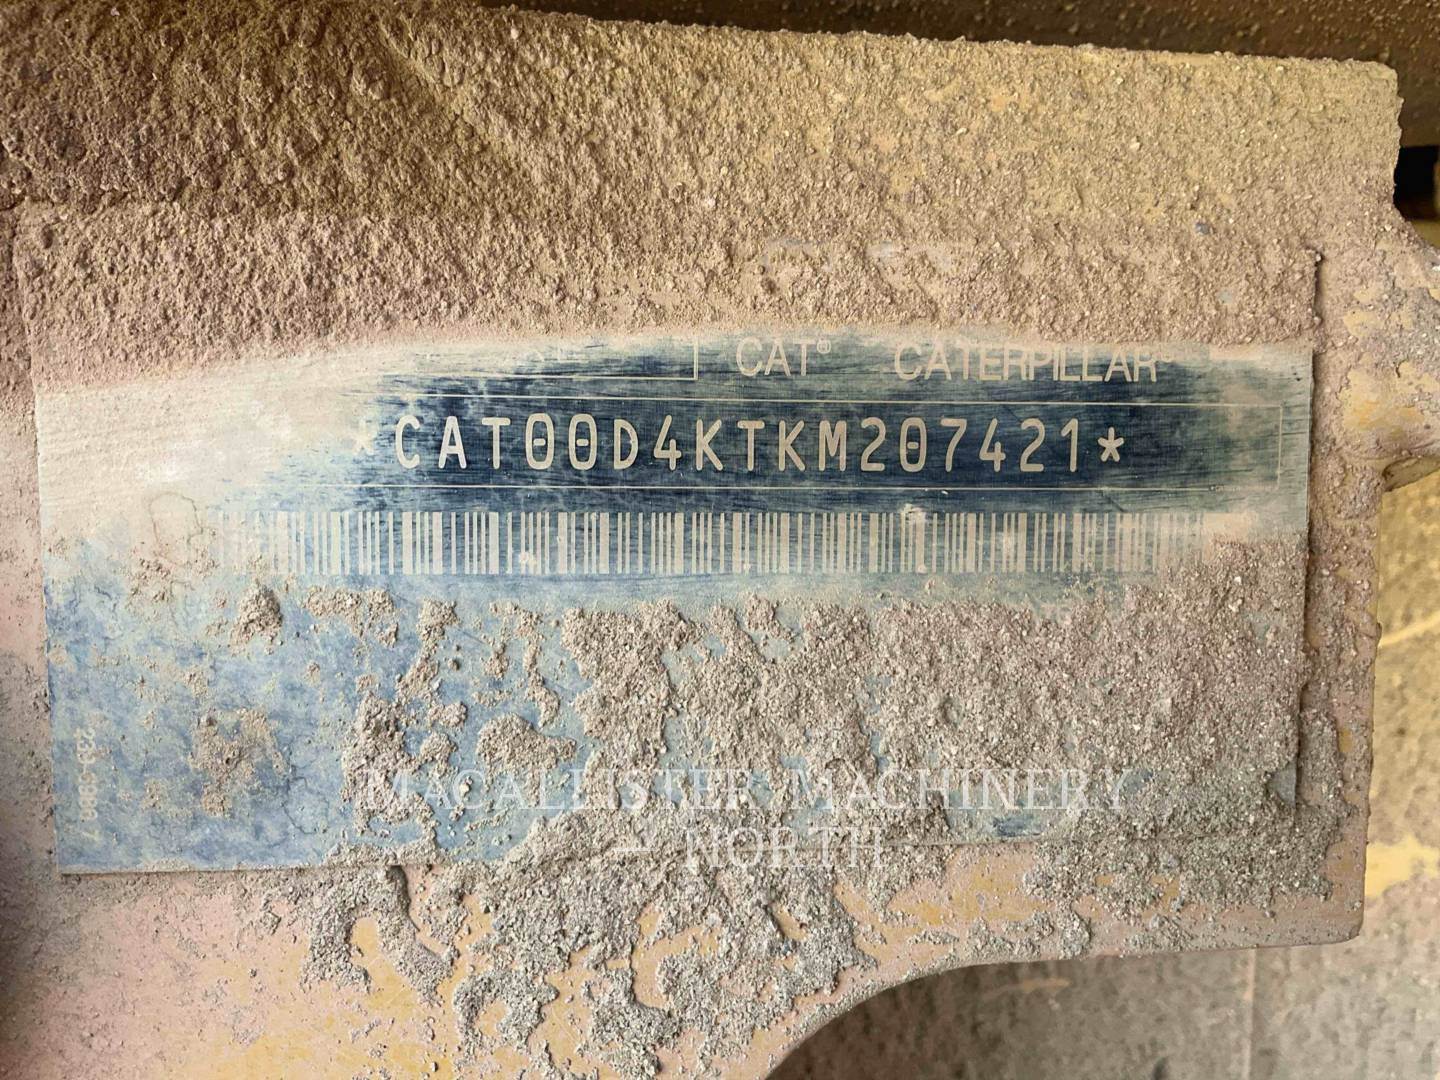 CAT® CATERPILLAR®
*CAT00D4KTKM207421*
MACALLISTER MACHINERY
– NORTH